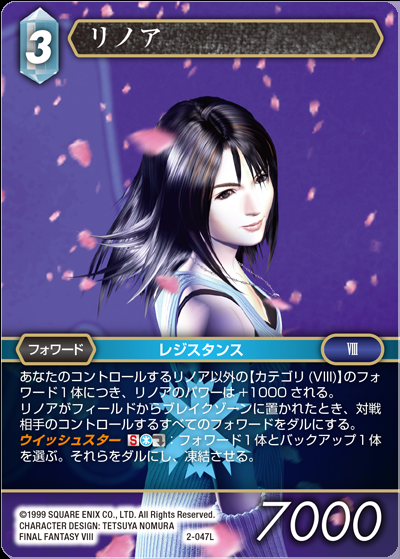 3
リノア
フォワード
レジスタンス
VIII
あなたのコントロールするリノア以外の【カテゴリ(VIII)】のフォ
ワード1体につき、リノアのパワーは+1000される。
リノアがフィールドからブレイクゾーンに置かれたとき、対戦
相手のコントロールするすべてのフォワードをダルにする。
ウイッシュスター S氷:フォワード1体とバックアップ1体
を選ぶ。それらをダルにし、凍結させる。
©1999 SQUARE ENIX CO., LTD. All Rights Reserved.
CHARACTER DESIGN: TETSUYA NOMURA
FINAL FANTASY VIII
2-047L
7000